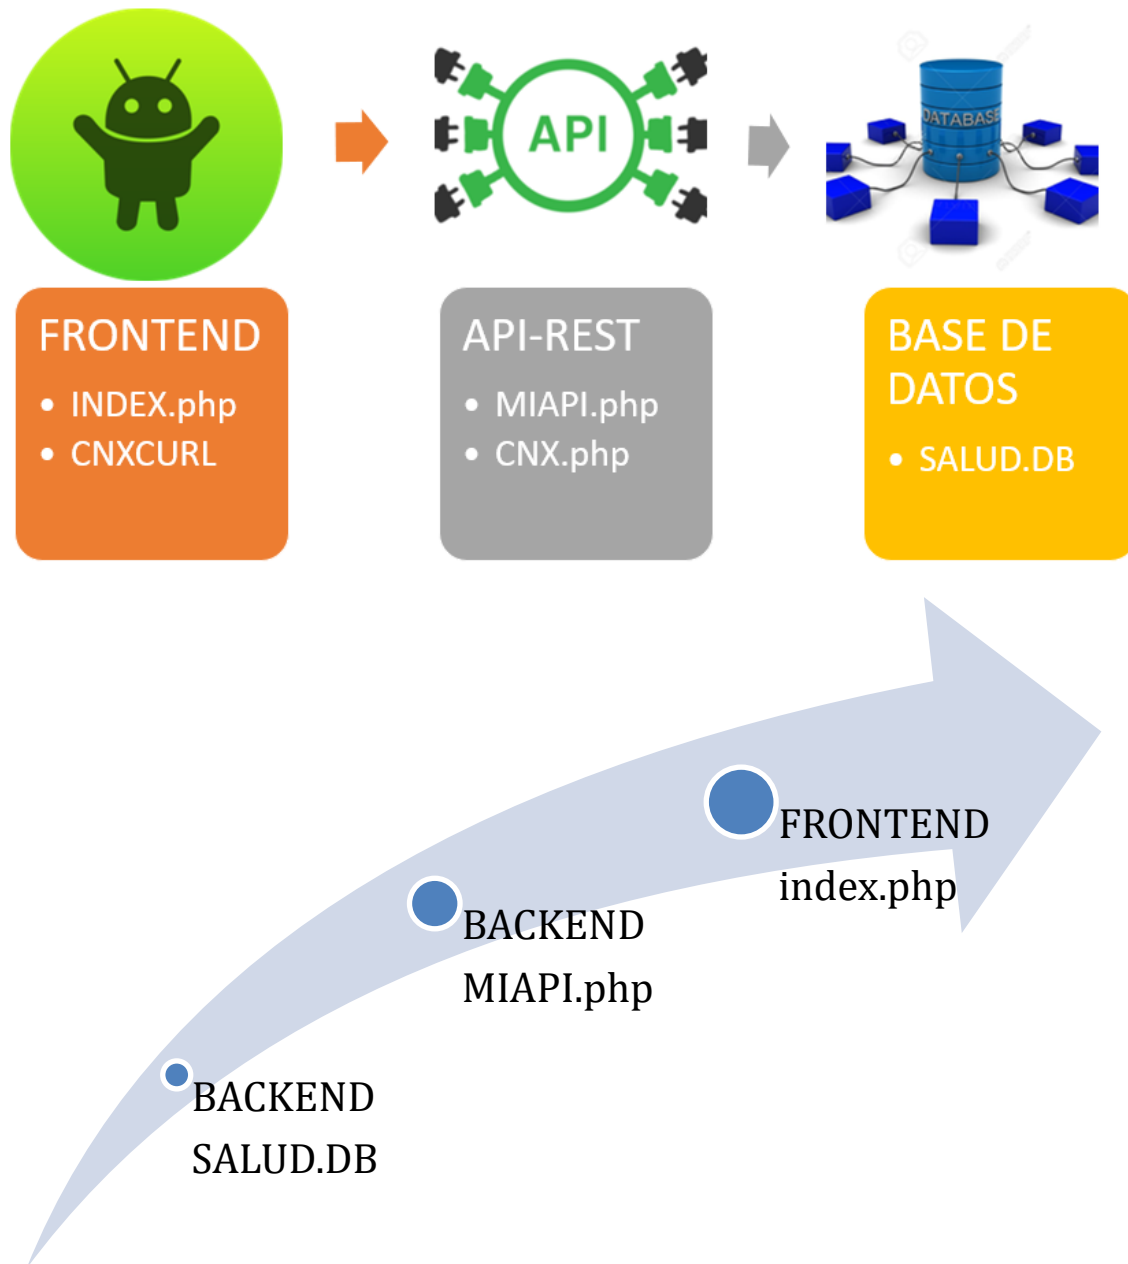 API
DATABASE
FRONTEND
• INDEX.php
• CNXCURL
API-REST
• MIAPI.php
• CNX.php
BASE DE
DATOS
• SALUD.DB
FRONTEND
index.php
BACKEND
MIAPI.php
BACKEND
SALUD.DB